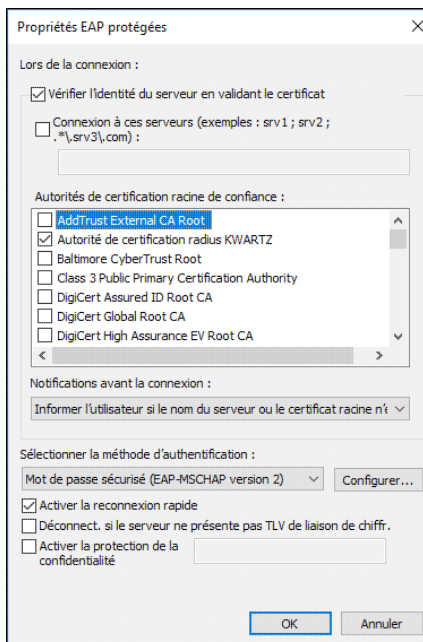 Propriétés EAP protégées
Lors de la connexion :
Vérifier l'identité du serveur en validant le certificat
Connexion à ces serveurs (exemples : srv1 ; srv2 ;
.*\.srv3\.com) :
Autorités de certification racine de confiance :
AddTrust External CA Root
Autorité de certification radius KWARTZ
Baltimore CyberTrust Root
Class 3 Public Primary Certification Authority
DigiCert Assured ID Root CA
DigiCert Global Root CA
DigiCert High Assurance EV Root CA
Notifications avant la connexion :
Informer l'utilisateur si le nom du serveur ou le certificat racine n'e
Sélectionner la méthode d'authentification :
Mot de passe sécurisé (EAP-MSCHAP version 2)
Configurer...
Activer la reconnexion rapide
Déconnect. si le serveur ne présente pas TLV de liaison de chiffr.
Activer la protection de la
confidentialité
OK
Annuler